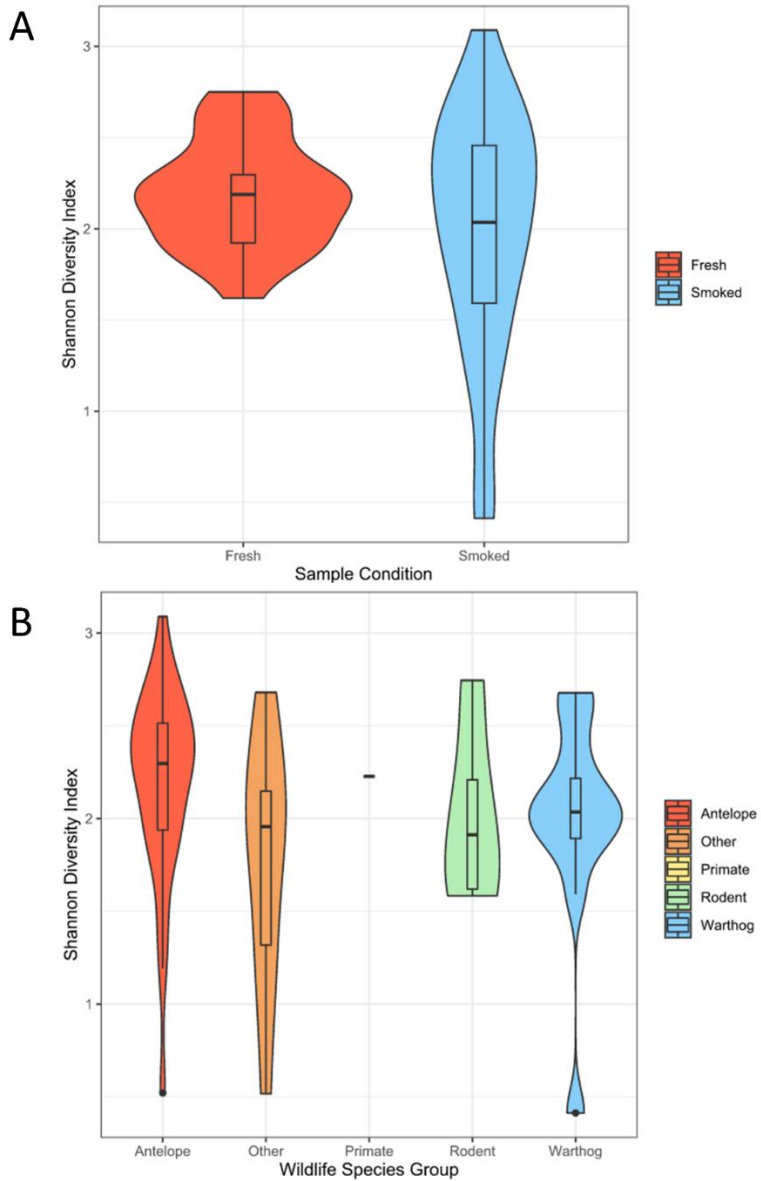 A
Shannon Diversity Index
3
2
1
Fresh
Smoked
Sample Condition
Fresh
Smoked
B
Shannon Diversity Index
3
2
1
Antelope
Other
Primate
Rodent
Warthog
Wildlife Species Group
Antelope
Other
Primate
Rodent
Warthog